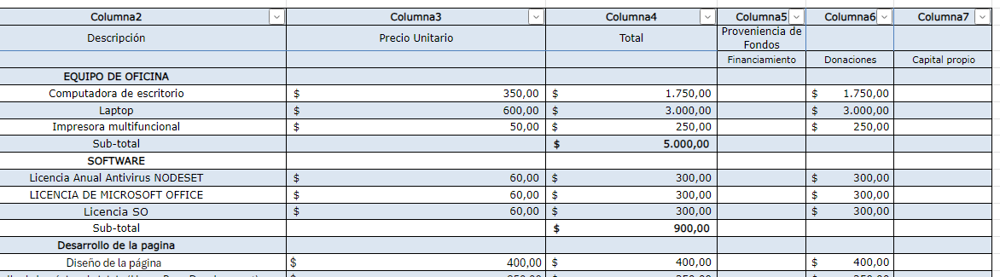 Columna2 Columna3 Columna4 Columna5 Columna6 Columna7
Descripción Precio Unitario Total Proveniencia de Fondos
Financiamiento Donaciones Capital propio
EQUIPO DE OFICINA
Computadora de escritorio $ 350,00 $ 1.750,00 $ 1.750,00
Laptop $ 600,00 $ 3.000,00 $ 3.000,00
Impresora multifuncional $ 50,00 $ 250,00 $ 250,00
Sub-total $ 5.000,00
SOFTWARE
Licencia Anual Antivirus NODESET $ 60,00 $ 300,00 $ 300,00
LICENCIA DE MICROSOFT OFFICE $ 60,00 $ 300,00 $ 300,00
Licencia SO $ 60,00 $ 300,00 $ 300,00
Sub-total $ 900,00
Desarrollo de la pagina
Diseño de la página $ 400,00 $ 400,00 $ 400,00